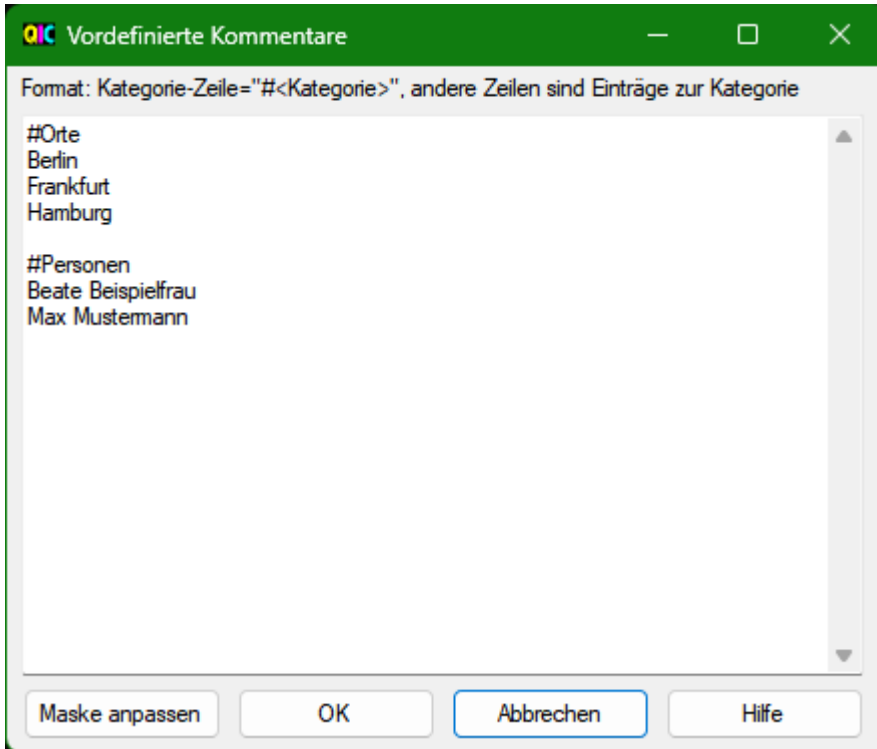 QIC Vordefinierte Kommentare
Format: Kategorie-Zeile="#<Kategorie>", andere Zeilen sind Einträge zur Kategorie
#Orte
Berlin
Frankfurt
Hamburg
#Personen
Beate Beispielfrau
Max Mustermann
Maske anpassen OK Abbrechen Hilfe